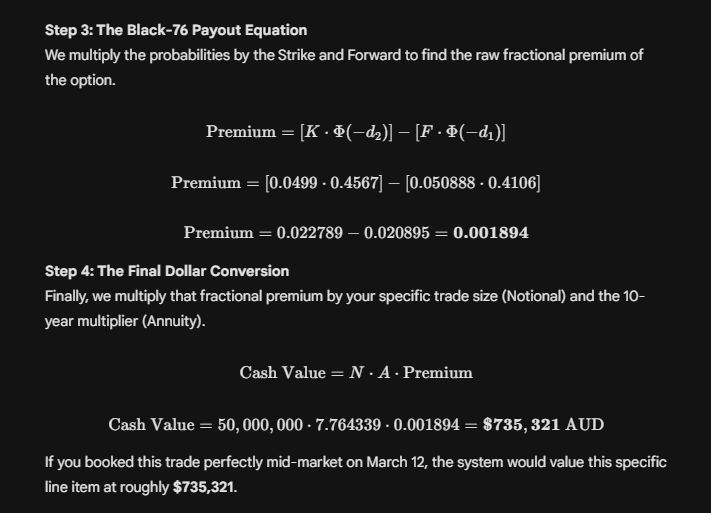 Step 3: The Black-76 Payout Equation
We multiply the probabilities by the Strike and Forward to find the raw fractional premium of
the option.
Premium = [K · Φ(−d₂)] − [F · Φ(−d₁)]
Premium = [0.0499 · 0.4567] − [0.050888 · 0.4106]
Premium = 0.022789 − 0.020895 = 0.001894
Step 4: The Final Dollar Conversion
Finally, we multiply that fractional premium by your specific trade size (Notional) and the 10-
year multiplier (Annuity).
Cash Value = N · A · Premium
Cash Value = 50,000,000 · 7.764339 · 0.001894 = $735,321 AUD
If you booked this trade perfectly mid-market on March 12, the system would value this specific
line item at roughly $735,321.